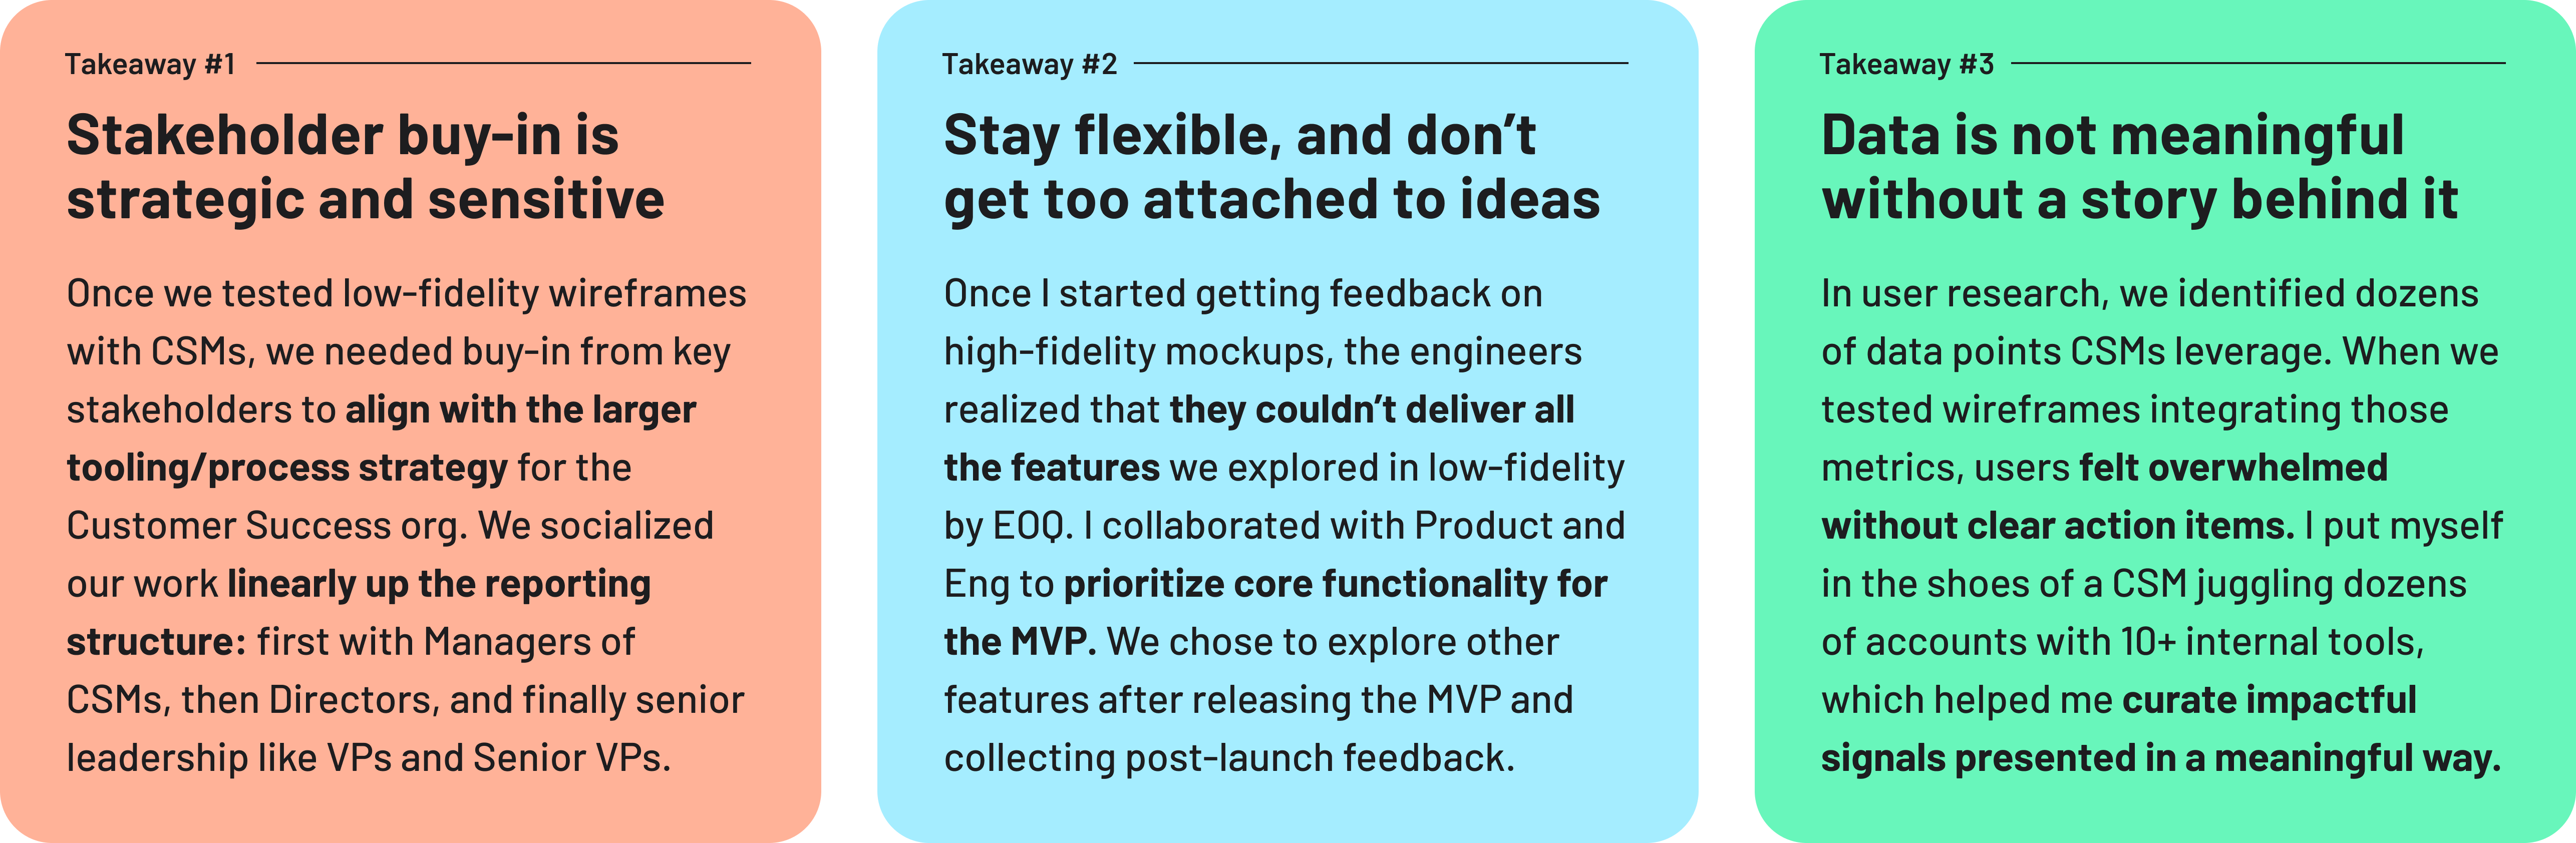 Takeaway #1
Stakeholder buy-in is
strategic and sensitive
Once we tested low-fidelity wireframes
with CSMs, we needed buy-in from key
stakeholders to align with the larger
tooling/process strategy for the
Customer Success org. We socialized
our work linearly up the reporting
structure: first with Managers of
CSMs, then Directors, and finally senior
leadership like VPs and Senior VPs.
Takeaway #2
Stay flexible, and don’t
get too attached to ideas
Once I started getting feedback on
high-fidelity mockups, the engineers
realized that they couldn’t deliver all
the features we explored in low-fidelity
by EOQ. I collaborated with Product and
Eng to prioritize core functionality for
the MVP. We chose to explore other
features after releasing the MVP and
collecting post-launch feedback.
Takeaway #3
Data is not meaningful
without a story behind it
In user research, we identified dozens
of data points CSMs leverage. When we
tested wireframes integrating those
metrics, users felt overwhelmed
without clear action items. I put myself
in the shoes of a CSM juggling dozens
of accounts with 10+ internal tools,
which helped me curate impactful
signals presented in a meaningful way.